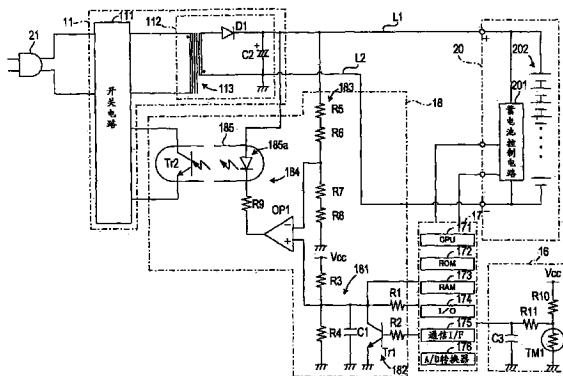 11
111
112
D1
L1
21
C2
L2
20
202
113
183
18
201
开关电路
R5
R6
蓄电池控制电路
185
185a
Tr2
184
R7
R8
R9
OP1
Vcc
17
171
CPU
172
ROM
173
RAM
174
I/O
175
通信I/F
176
A/D转换器
16
Vcc
R10
R11
C3
TM1
R3
181
R1
R4
C1
R2
Tr1
182